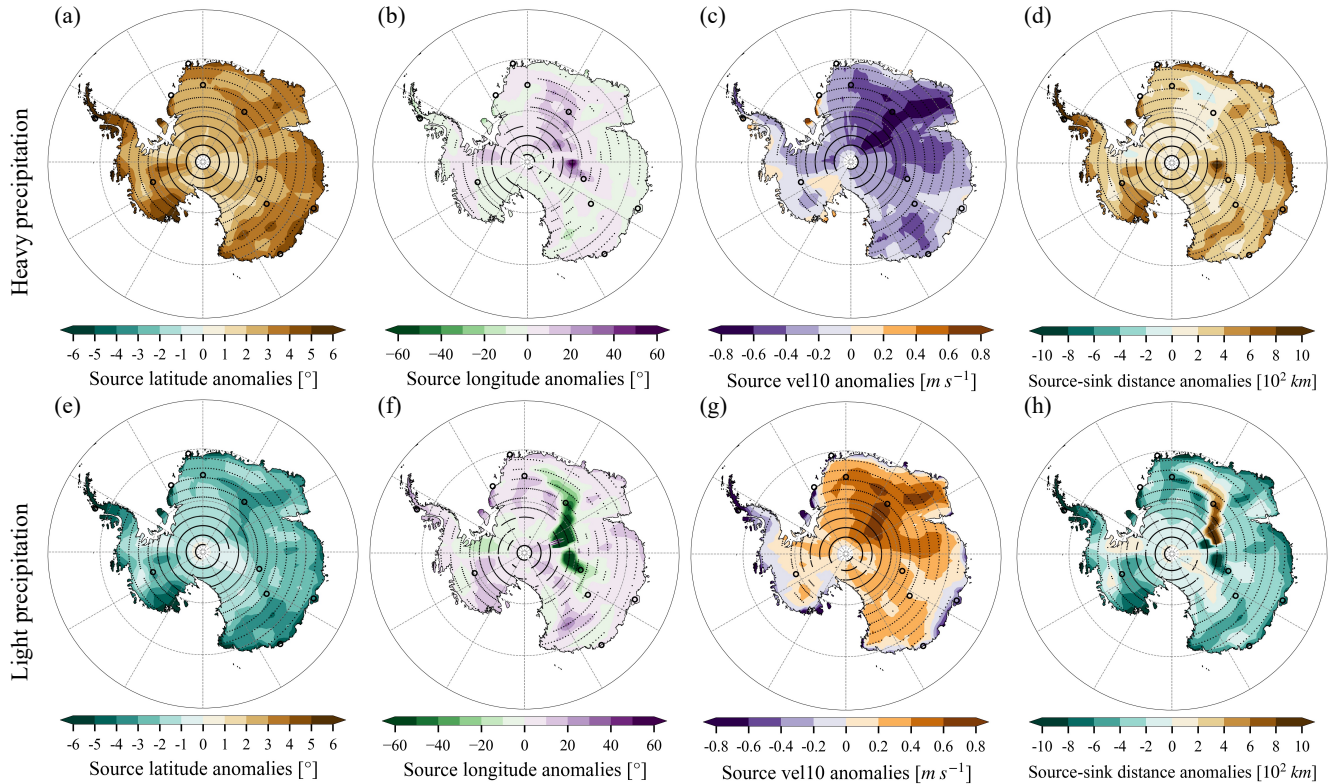 (a) (b) (c) (d)
Heavy precipitation
-6 -5 -4 -3 -2 -1 0 1 2 3 4 5 6
Source latitude anomalies [°]
−60 −40 −20 0 20 40 60
Source longitude anomalies [°]
-0.8 -0.6 -0.4 -0.2 0 0.2 0.4 0.6 0.8
Source vel10 anomalies [m s⁻¹]
-10 -8 -6 -4 -2 0 2 4 6 8 10
Source-sink distance anomalies [10² km]
(e) (f) (g) (h)
Light precipitation
-6 -5 -4 -3 -2 -1 0 1 2 3 4 5 6
Source latitude anomalies [°]
−60 −40 −20 0 20 40 60
Source longitude anomalies [°]
-0.8 -0.6 -0.4 -0.2 0 0.2 0.4 0.6 0.8
Source vel10 anomalies [m s⁻¹]
-10 -8 -6 -4 -2 0 2 4 6 8 10
Source-sink distance anomalies [10² km]